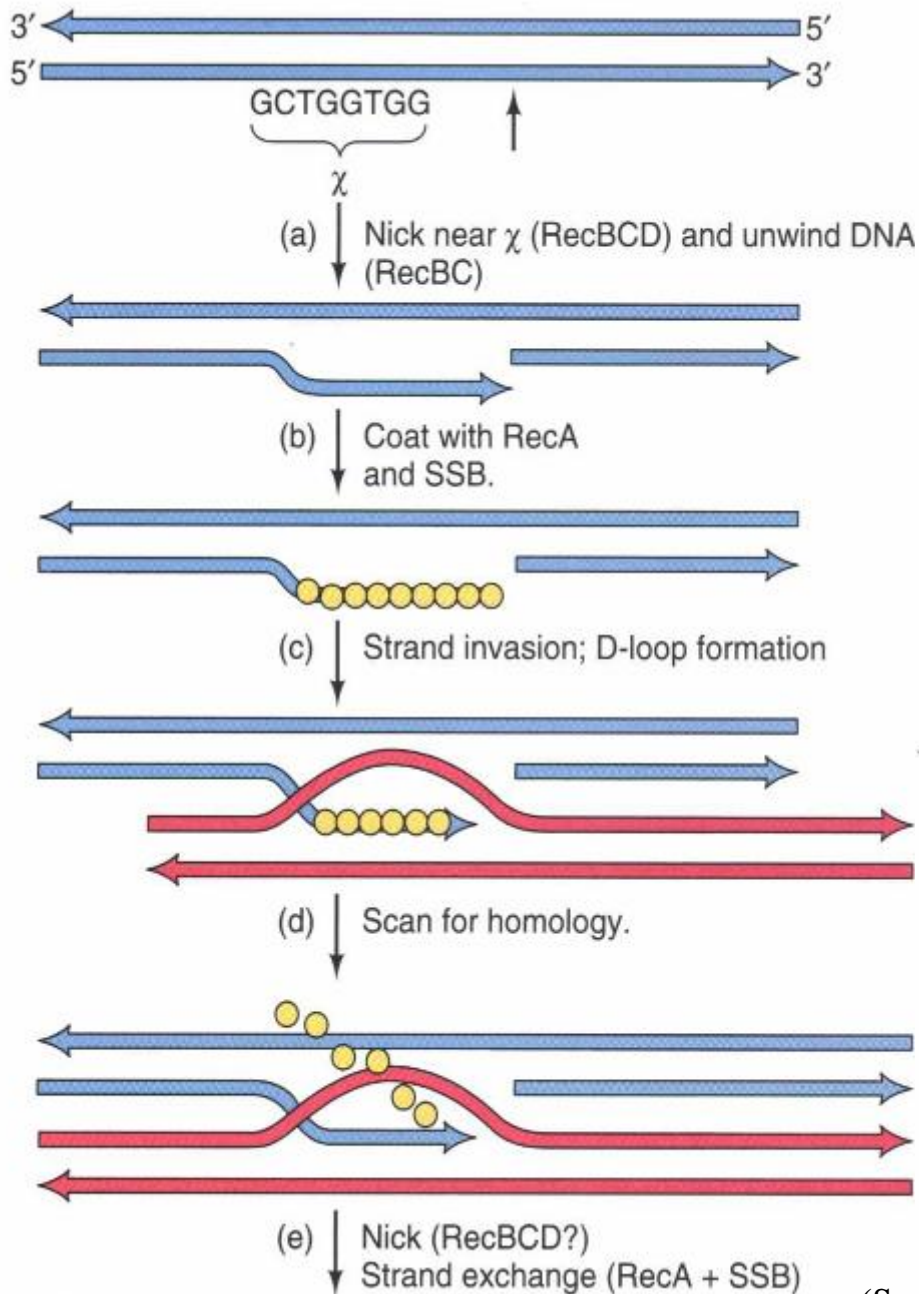 3′ 5′
5′ 3′
GCTGGTGG
χ
(a) Nick near χ (RecBCD) and unwind DNA
(RecBC)
(b) Coat with RecA
and SSB.
(c) Strand invasion; D-loop formation
(d) Scan for homology.
(e) Nick (RecBCD?)
Strand exchange (RecA + SSB)